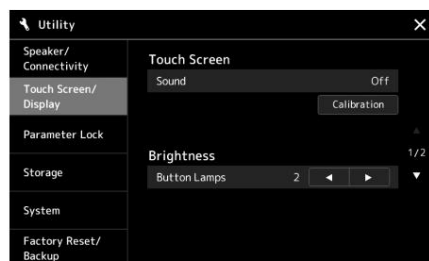 Utility
Speaker/
Connectivity
Touch Screen/
Display
Parameter Lock
Storage
System
Factory Reset/
Backup
Touch Screen
Sound Off
Calibration
Brightness
Button Lamps 2
1/2